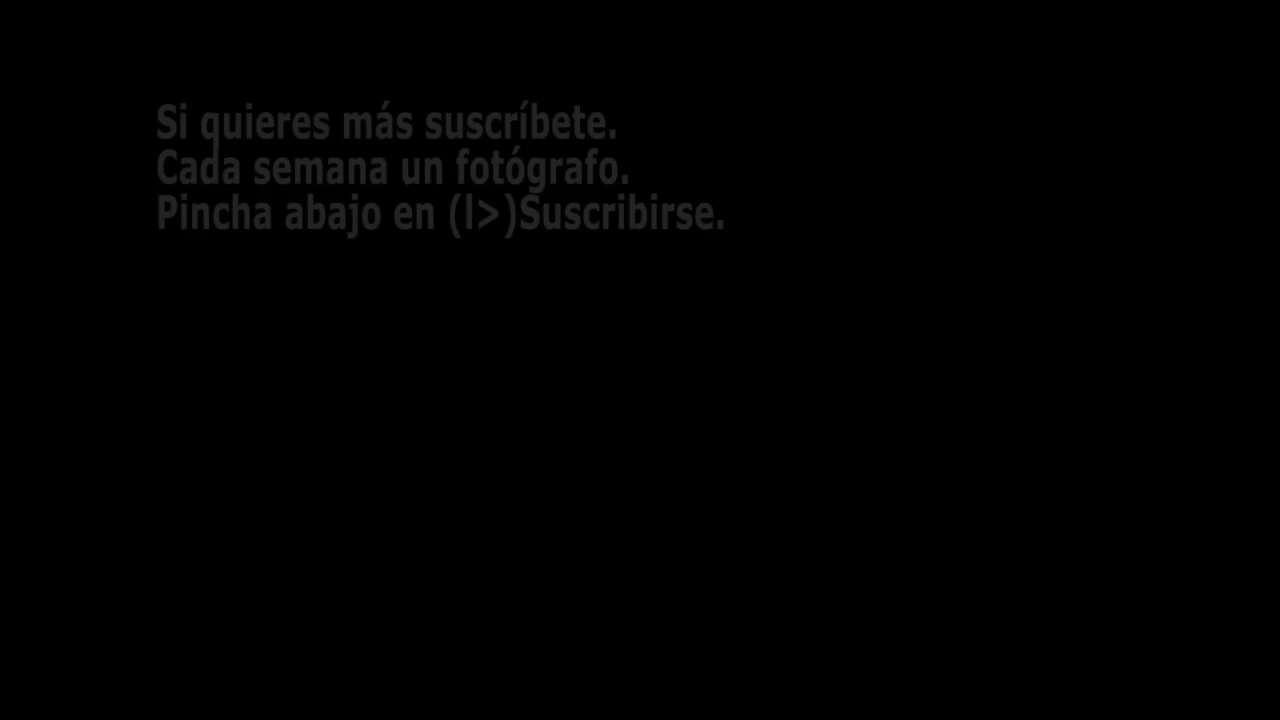 Si quieres más suscríbete.
Cada semana un fotógrafo.
Pincha abajo en (l>)Suscribirse.